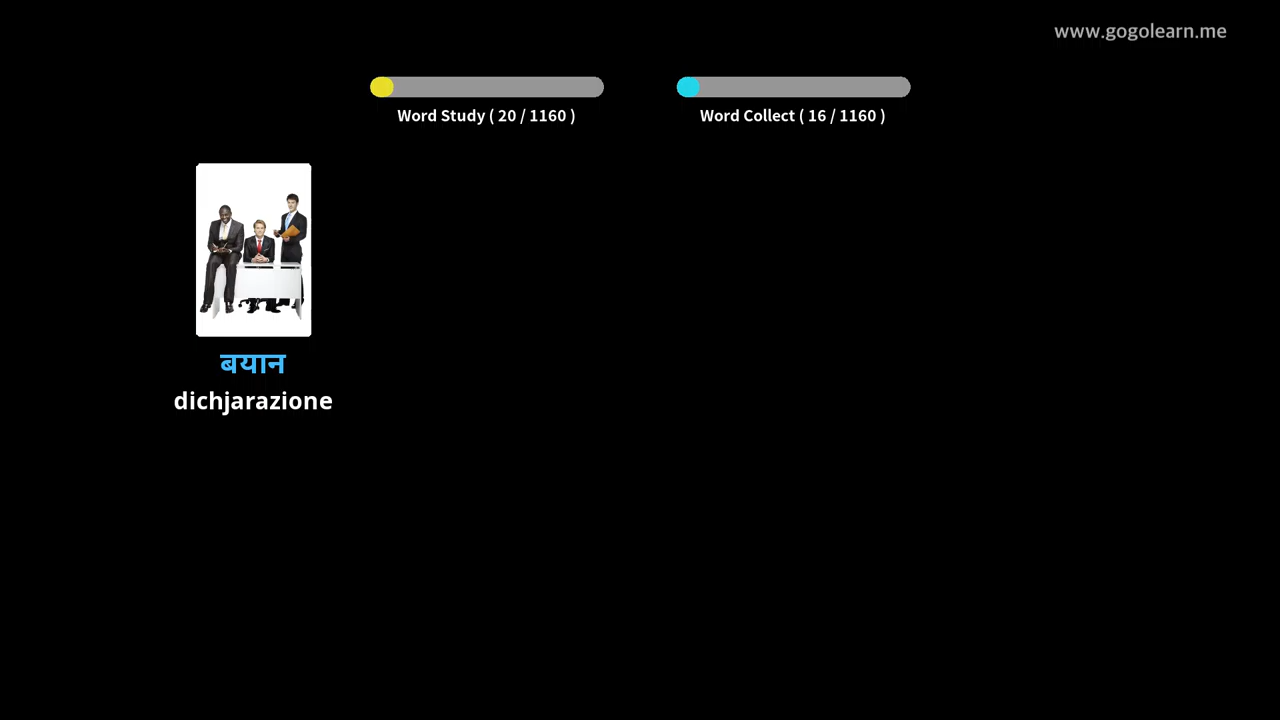 www.gogolearn.me
Word Study ( 20 / 1160 )
Word Collect ( 16 / 1160 )
बयान
dichjarazione